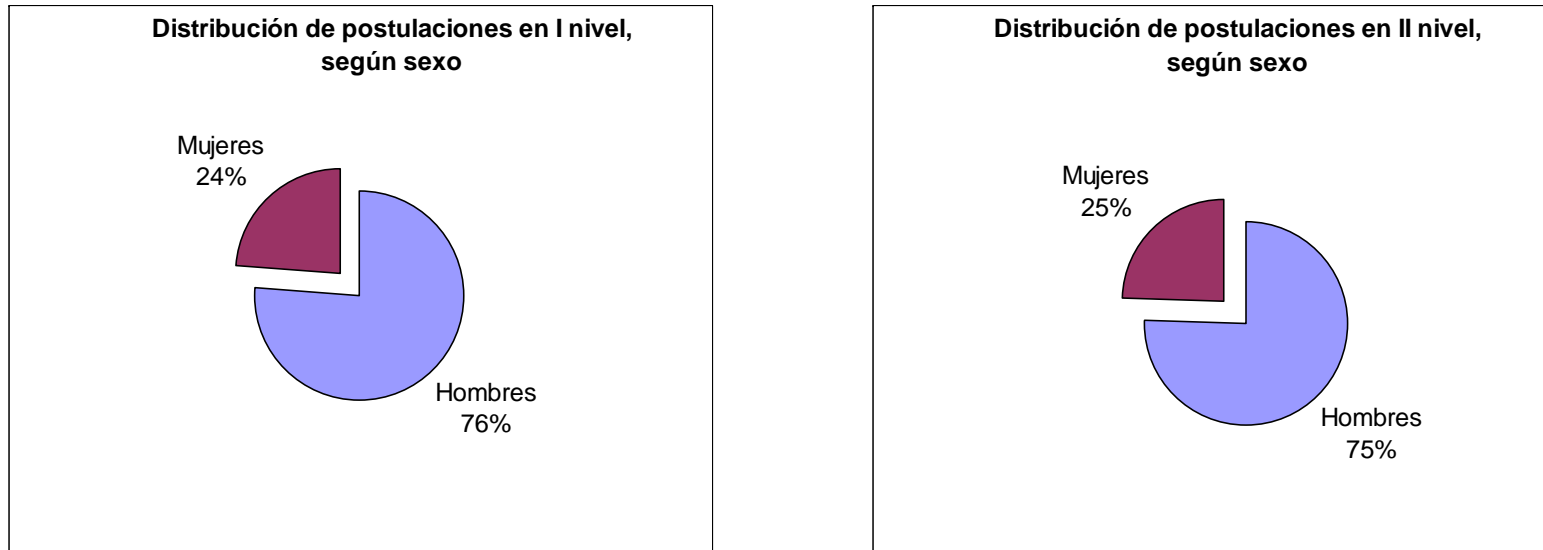 Distribución de postulaciones en I nivel,
según sexo
Mujeres
24%
Hombres
76%
Distribución de postulaciones en II nivel,
según sexo
Mujeres
25%
Hombres
75%